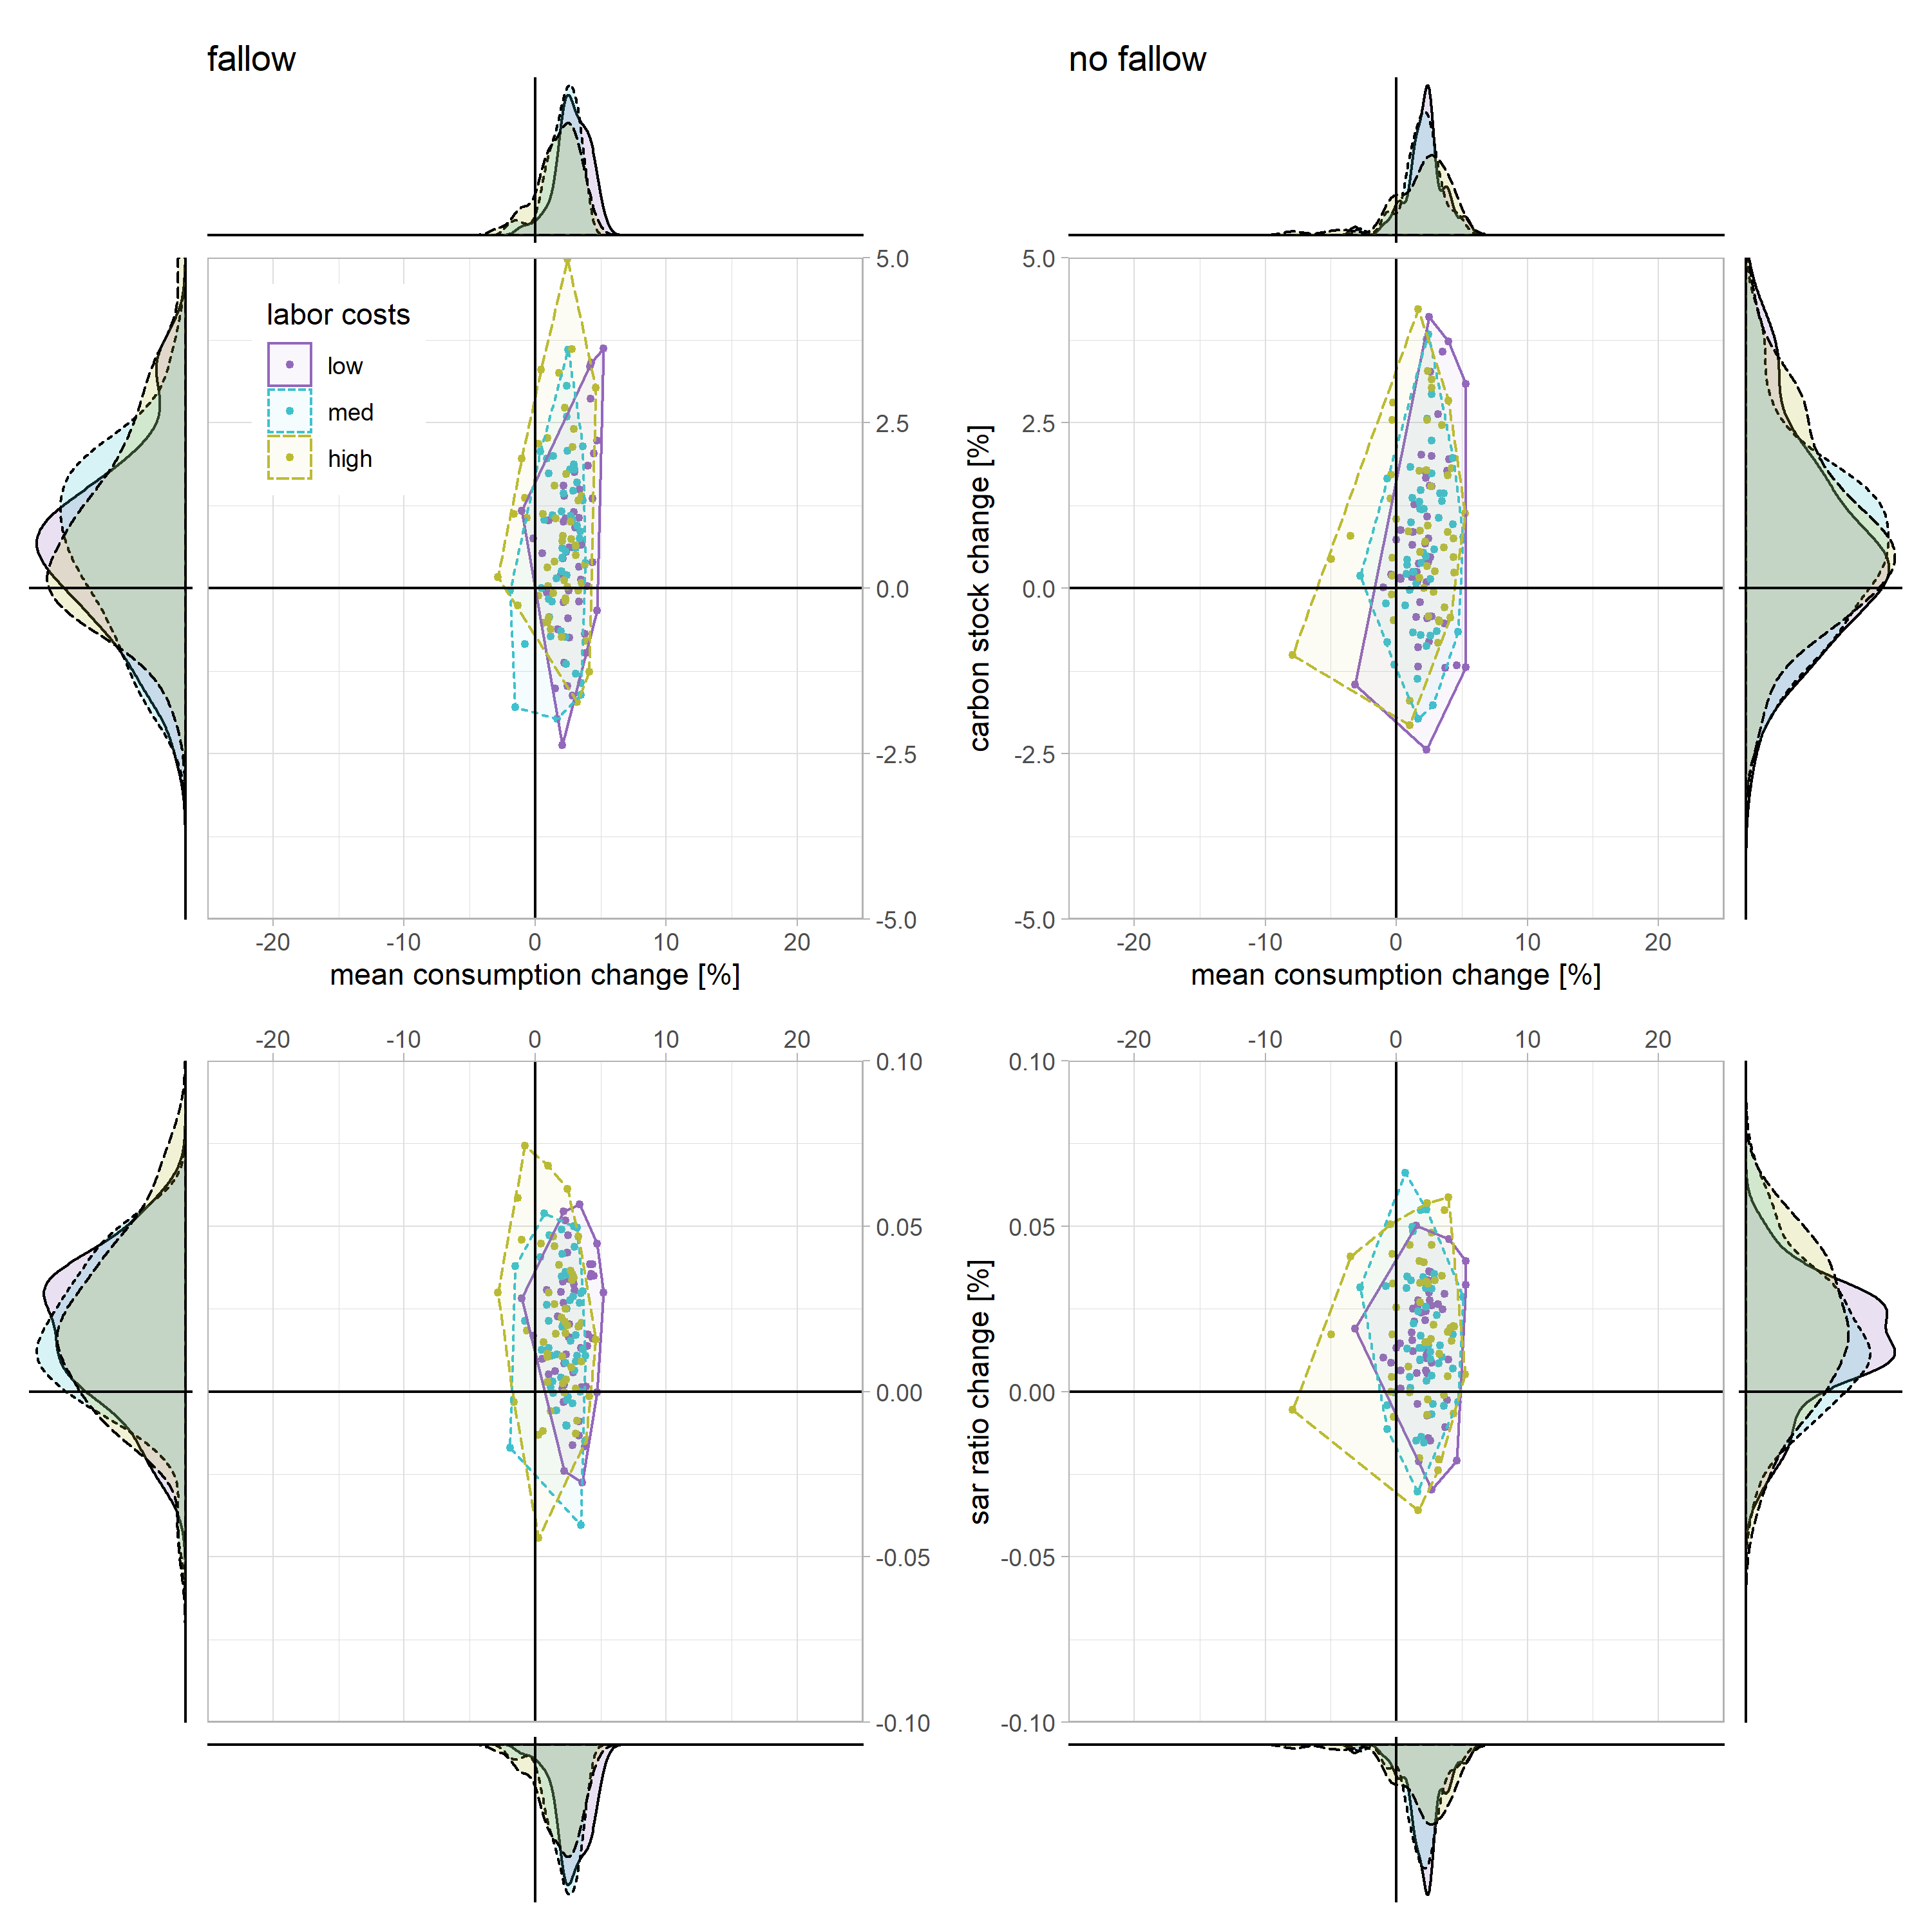 fallow
no fallow
labor costs
low
med
high
5.0
2.5
0.0
-2.5
-5.0
carbon stock change [%]
5.0
2.5
0.0
-2.5
-5.0
-20 -10 0 10 20
mean consumption change [%]
-20 -10 0 10 20
mean consumption change [%]
-20 -10 0 10 20
-20 -10 0 10 20
0.10
0.05
0.00
-0.05
-0.10
sar ratio change [%]
0.10
0.05
0.00
-0.05
-0.10